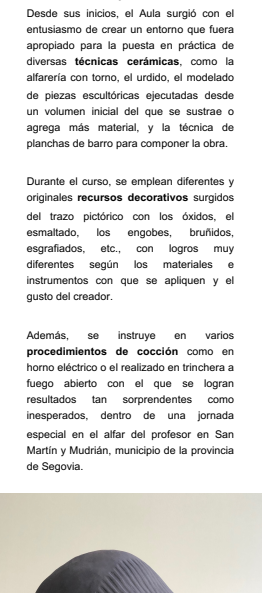 Desde sus inicios, el Aula surgió con el
entusiasmo de crear un entorno que fuera
apropiado para la puesta en práctica de
diversas técnicas cerámicas, como la
alfarería con torno, el urdido, el modelado
de piezas escultóricas ejecutadas desde
un volumen inicial del que se sustrae o
agrega más material, y la técnica de
planchas de barro para componer la obra.
Durante el curso, se emplean diferentes y
originales recursos decorativos surgidos
del trazo pictórico con los óxidos, el
esmaltado, los engobes, bruñidos,
esgrafiados, etc., con logros muy
diferentes según los materiales e
instrumentos con que se apliquen y el
gusto del creador.
Además, se instruye en varios
procedimientos de cocción como en
horno eléctrico o el realizado en trinchera a
fuego abierto con el que se logran
resultados tan sorprendentes como
inesperados, dentro de una jornada
especial en el alfar del profesor en San
Martín y Mudrián, municipio de la provincia
de Segovia.